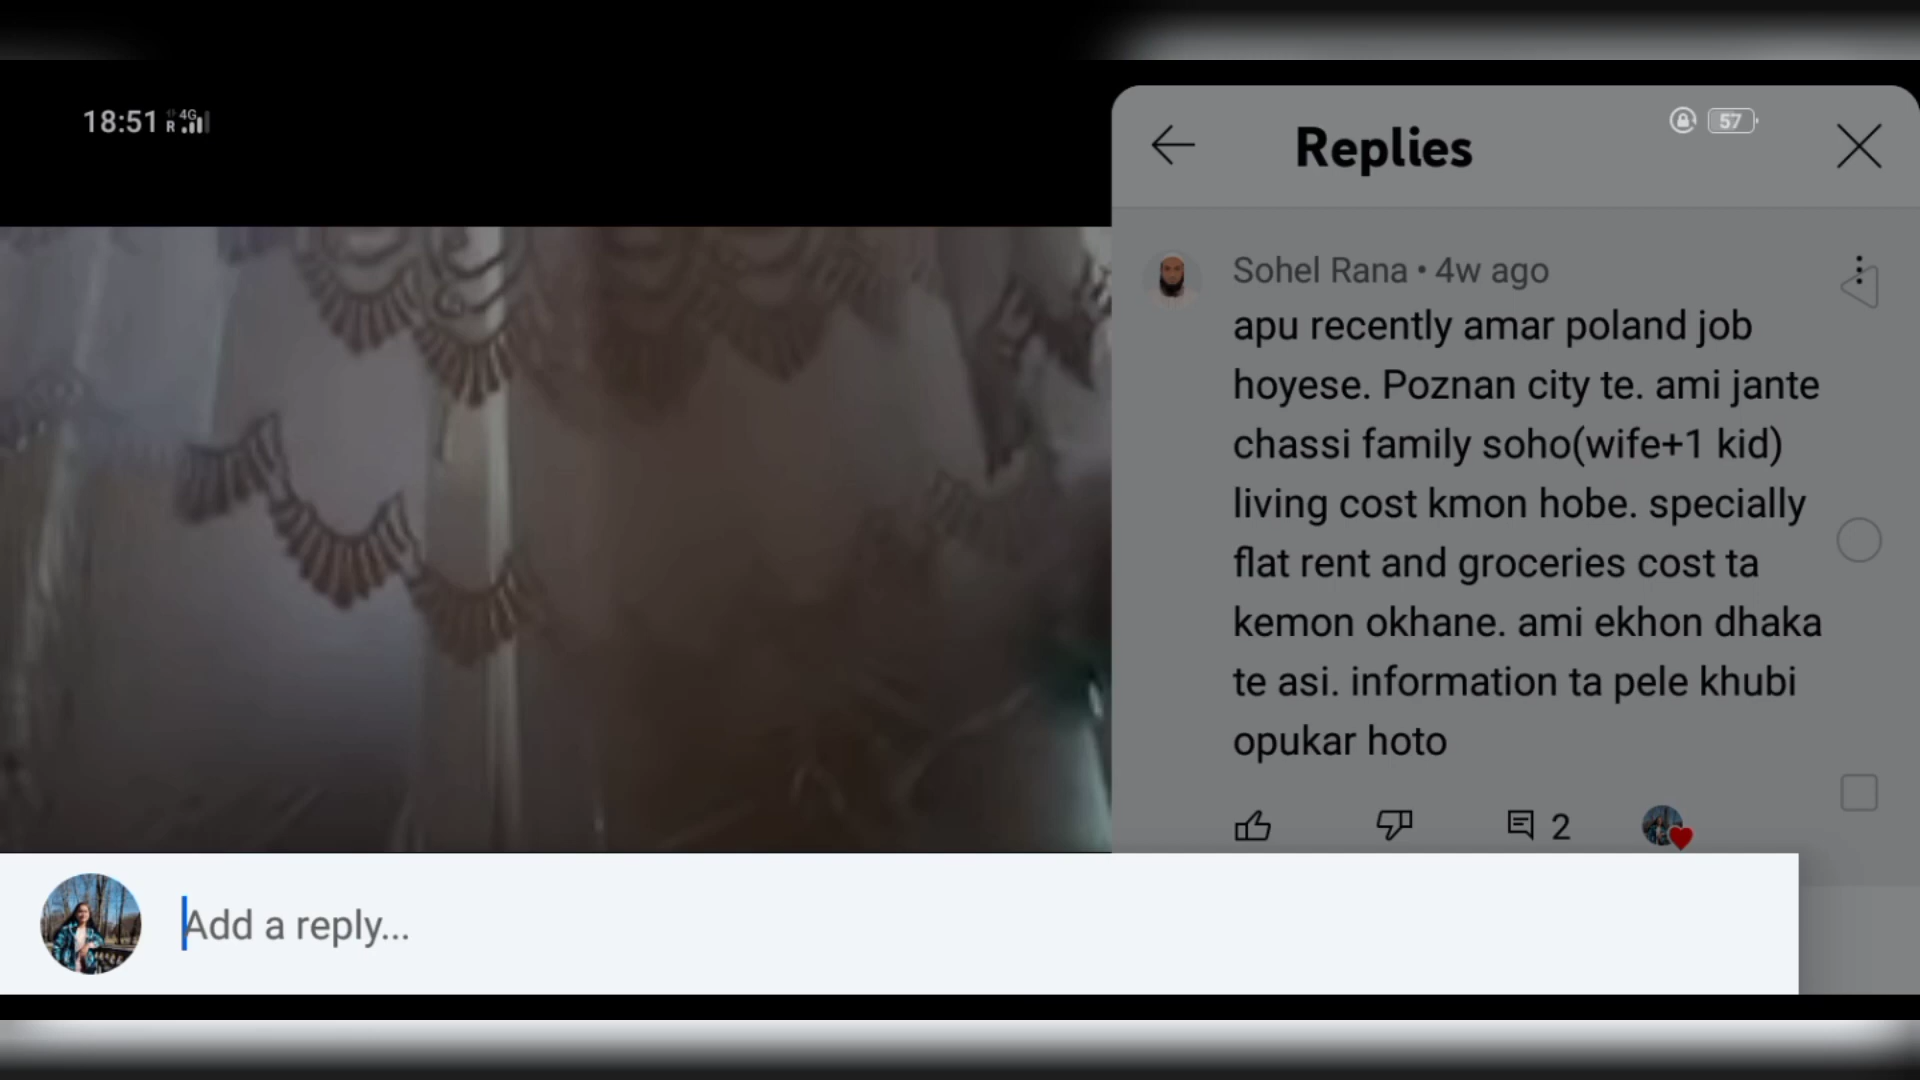 18:51 R 4G
57
Replies
Sohel Rana • 4w ago
apu recently amar poland job
hoyese. Poznan city te. ami jante
chassi family soho(wife+1 kid)
living cost kmon hobe. specially
flat rent and groceries cost ta
kemon okhane. ami ekhon dhaka
te asi. information ta pele khubi
opukar hoto
2
Add a reply...